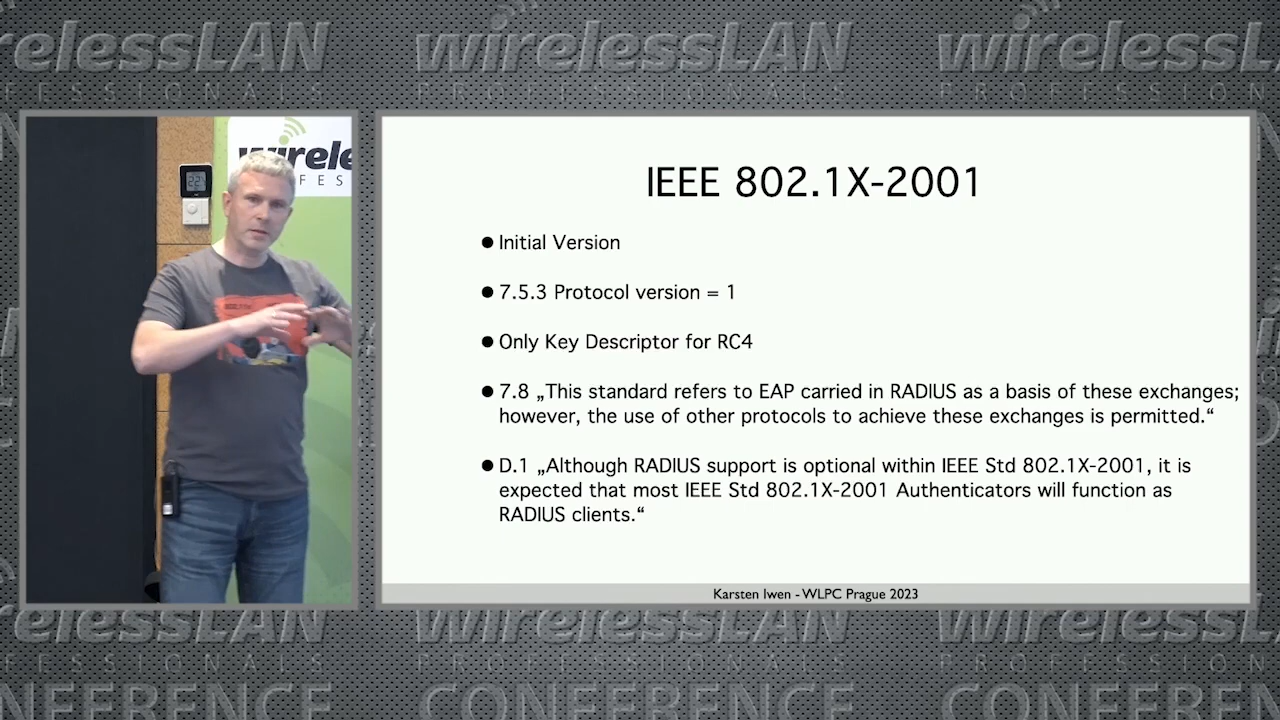 wirelessLAN
PROFESSIONALS
22
IEEE 802.1X-2001
● Initial Version
● 7.5.3 Protocol version = 1
● Only Key Descriptor for RC4
● 7.8 „This standard refers to EAP carried in RADIUS as a basis of these exchanges;
however, the use of other protocols to achieve these exchanges is permitted.“
● D.1 „Although RADIUS support is optional within IEEE Std 802.1X-2001, it is
expected that most IEEE Std 802.1X-2001 Authenticators will function as
RADIUS clients.“
Karsten Iwen - WLPC Prague 2023
wirelessLAN
PROFESSIONALS
CONFERENCE